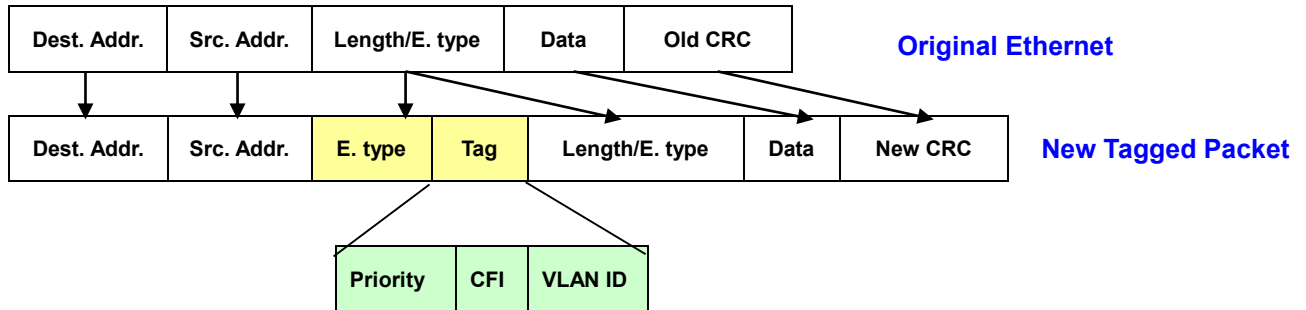 Dest. Addr. Src. Addr. Length/E. type Data Old CRC Original Ethernet
Dest. Addr. Src. Addr. E. type Tag Length/E. type Data New CRC New Tagged Packet
Priority CFI VLAN ID